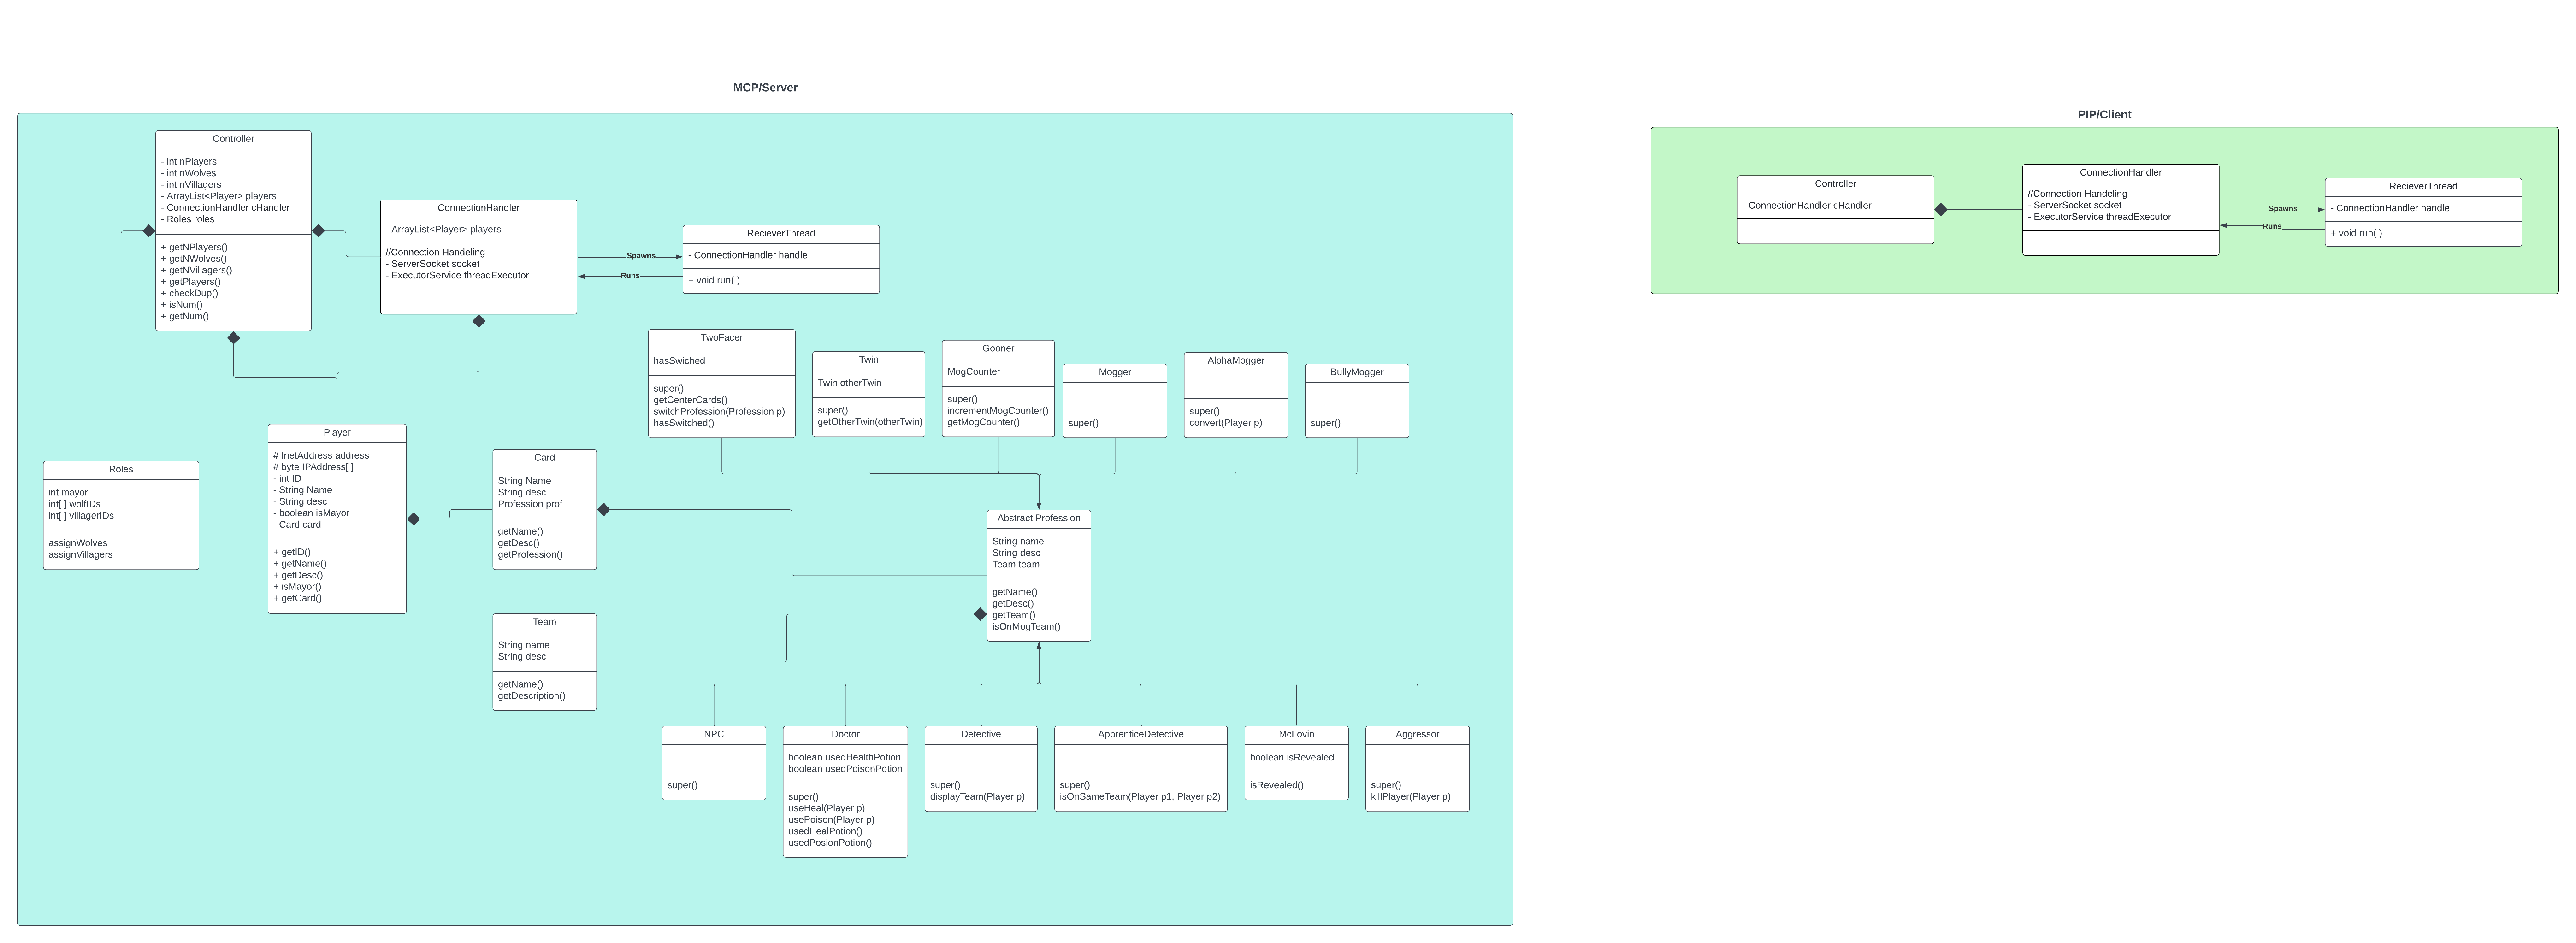 MCP/Server
Controller
- int nPlayers
- int nWolves
- int nVillagers
- ArrayList<Player> players
- ConnectionHandler cHandler
- Roles roles
+ getNPlayers()
+ getNWolves()
+ getNVillagers()
+ getPlayers()
+ checkDup()
+ isNum()
+ getNum()
ConnectionHandler
- ArrayList<Player> players
//Connection Handeling
- ServerSocket socket
- ExecutorService threadExecutor
Spawns
Runs
RecieverThread
- ConnectionHandler handle
+ void run( )
TwoFacer
hasSwiched
super()
getCenterCards()
switchProfession(Profession p)
hasSwitched()
Twin
Twin otherTwin
super()
getOtherTwin(otherTwin)
Gooner
MogCounter
super()
incrementMogCounter()
getMogCounter()
Mogger
super()
AlphaMogger
super()
convert(Player p)
BullyMogger
super()
Roles
int mayor
int[ ] wolfIDs
int[ ] villagerIDs
assignWolves
assignVillagers
Player
# InetAddress address
# byte IPAddress[ ]
- int ID
- String Name
- String desc
- boolean isMayor
- Card card
+ getID()
+ getName()
+ getDesc()
+ isMayor()
+ getCard()
Card
String Name
String desc
Profession prof
getName()
getDesc()
getProfession()
Abstract Profession
String name
String desc
Team team
getName()
getDesc()
getTeam()
isOnMogTeam()
Team
String name
String desc
getName()
getDescription()
NPC
super()
Doctor
boolean usedHealthPotion
boolean usedPoisonPotion
super()
useHeal(Player p)
usePoison(Player p)
usedHealPotion()
usedPosionPotion()
Detective
super()
displayTeam(Player p)
ApprenticeDetective
super()
isOnSameTeam(Player p1, Player p2)
McLovin
boolean isRevealed
isRevealed()
Aggressor
super()
killPlayer(Player p)
PIP/Client
Controller
- ConnectionHandler cHandler
ConnectionHandler
//Connection Handeling
- ServerSocket socket
- ExecutorService threadExecutor
Spawns
Runs
RecieverThread
- ConnectionHandler handle
+ void run( )